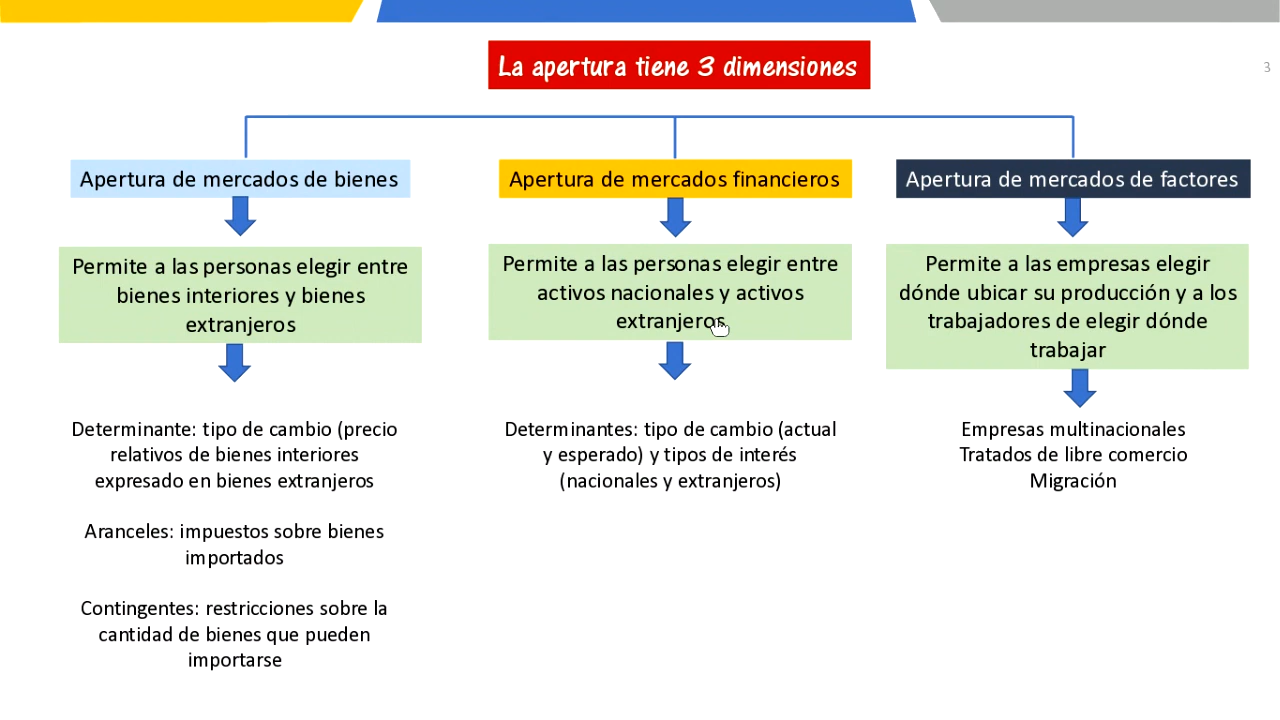 La apertura tiene 3 dimensiones
3
Apertura de mercados de bienes
Permite a las personas elegir entre
bienes interiores y bienes
extranjeros
Determinante: tipo de cambio (precio
relativos de bienes interiores
expresado en bienes extranjeros
Aranceles: impuestos sobre bienes
importados
Contingentes: restricciones sobre la
cantidad de bienes que pueden
importarse
Apertura de mercados financieros
Permite a las personas elegir entre
activos nacionales y activos
extranjeros
Determinantes: tipo de cambio (actual
y esperado) y tipos de interés
(nacionales y extranjeros)
Apertura de mercados de factores
Permite a las empresas elegir
dónde ubicar su producción y a los
trabajadores de elegir dónde
trabajar
Empresas multinacionales
Tratados de libre comercio
Migración